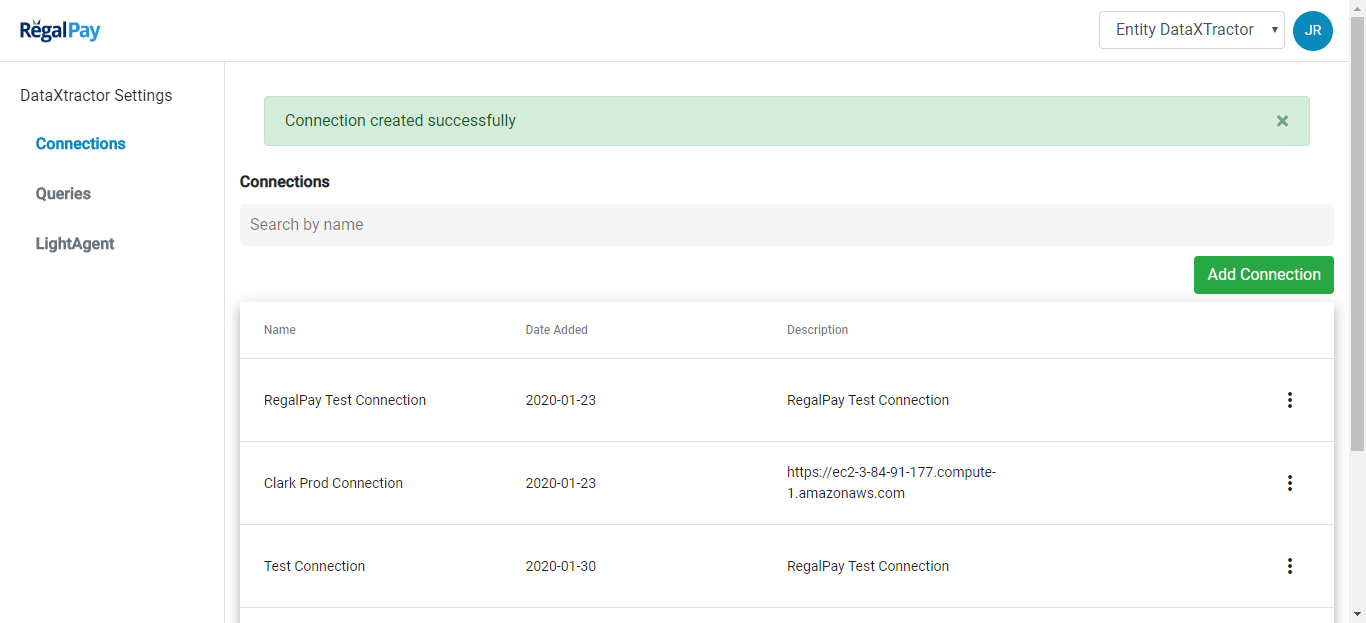 RegalPay
Entity DataXTractor
JR
DataXtractor Settings
Connections
Queries
LightAgent
Connection created successfully
×
Connections
Search by name
Add Connection
Name Date Added Description
RegalPay Test Connection 2020-01-23 RegalPay Test Connection
Clark Prod Connection 2020-01-23 https://ec2-3-84-91-177.compute-
1.amazonaws.com
Test Connection 2020-01-30 RegalPay Test Connection